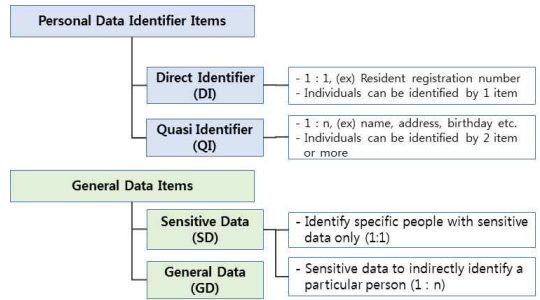 Personal Data Identifier Items
Direct Identifier
(DI)
- 1 : 1, (ex) Resident registration number
- Individuals can be identified by 1 item
Quasi Identifier
(QI)
- 1 : n, (ex) name, address, birthday etc.
- Individuals can be identified by 2 item
or more
General Data Items
Sensitive Data
(SD)
- Identify specific people with sensitive
data only (1:1)
General Data
(GD)
- Sensitive data to indirectly identify a
particular person (1 : n)